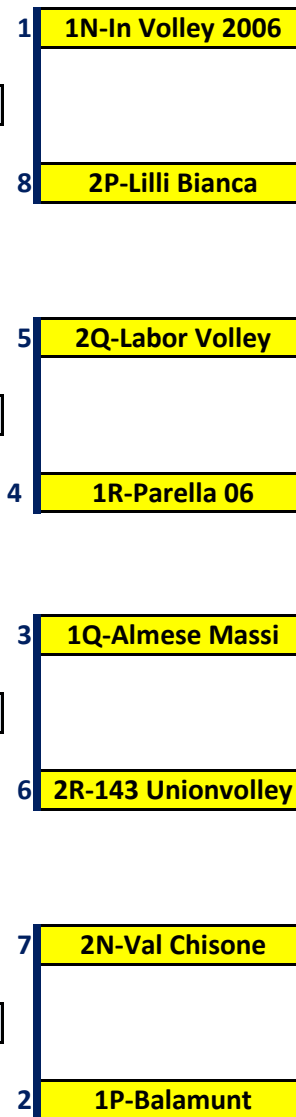 1 1N-In Volley 2006
8 2P-Lilli Bianca
5 2Q-Labor Volley
4 1R-Parella 06
3 1Q-Almese Massi
6 2R-143 Unionvolley
7 2N-Val Chisone
2 1P-Balamunt